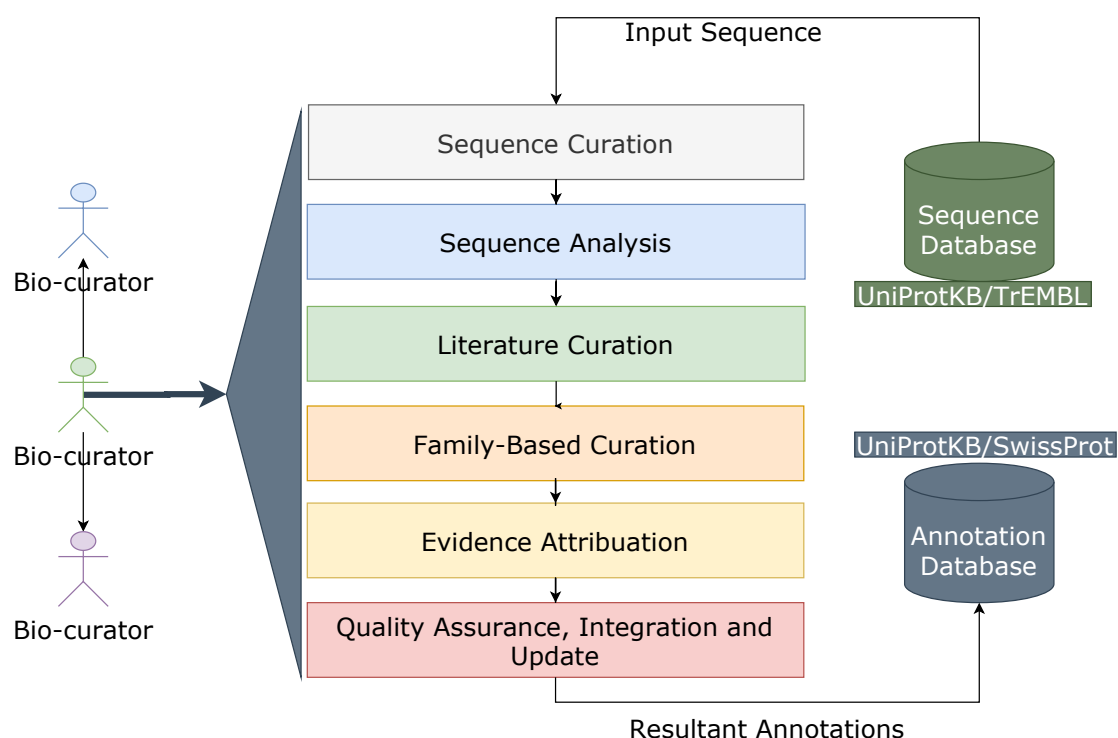 Input Sequence
Sequence Curation
Sequence Analysis
Literature Curation
Family-Based Curation
Evidence Attribuation
Quality Assurance, Integration and
Update
Resultant Annotations
Bio-curator
Bio-curator
Bio-curator
Sequence
Database
UniProtKB/TrEMBL
UniProtKB/SwissProt
Annotation
Database